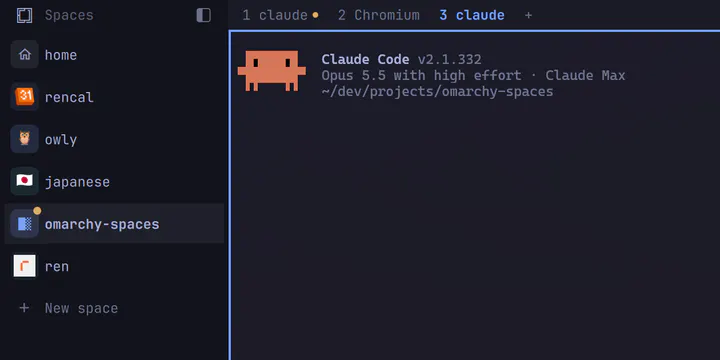 Spaces
1 claude
2 Chromium
3 claude
+
home
31
rencal
owly
japanese
omarchy-spaces
ren
+ New space
Claude Code v2.1.332
Opus 5.5 with high effort · Claude Max
~/dev/projects/omarchy-spaces